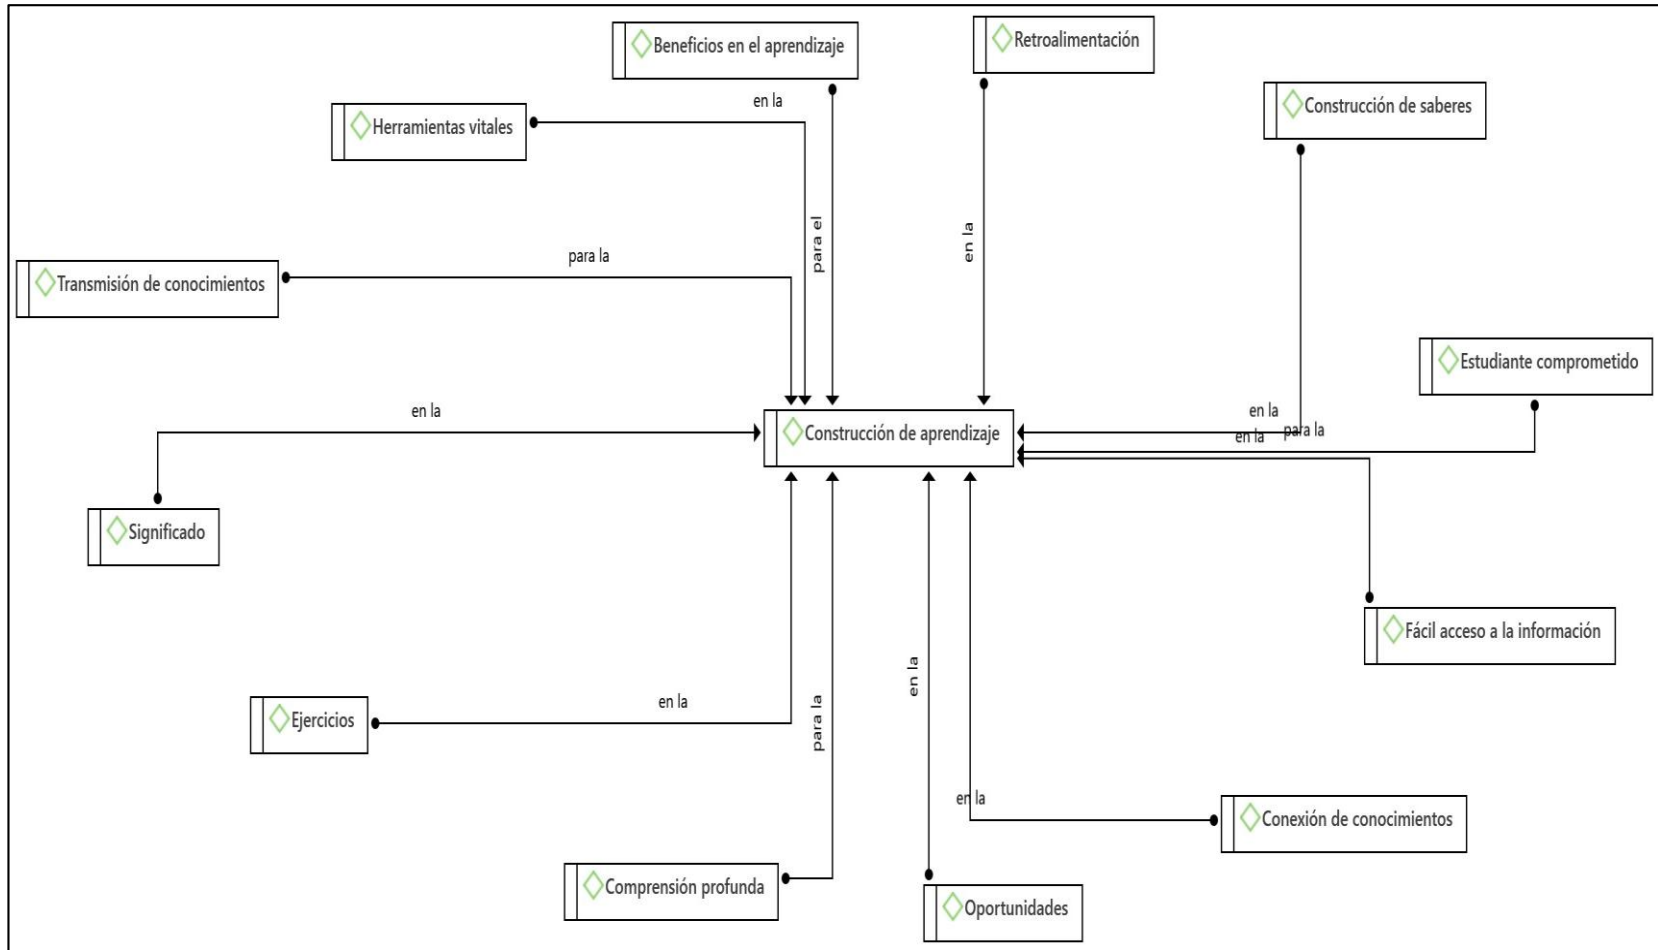 Beneficios en el aprendizaje
Retroalimentación
en la
Herramientas vitales
Construcción de saberes
para el
en la
para la
Transmisión de conocimientos
Estudiante comprometido
en la
Construcción de aprendizaje
en la
para la
en la
Significado
Fácil acceso a la información
en la
Ejercicios
en la
para la
en la
Conexión de conocimientos
Comprensión profunda
Oportunidades